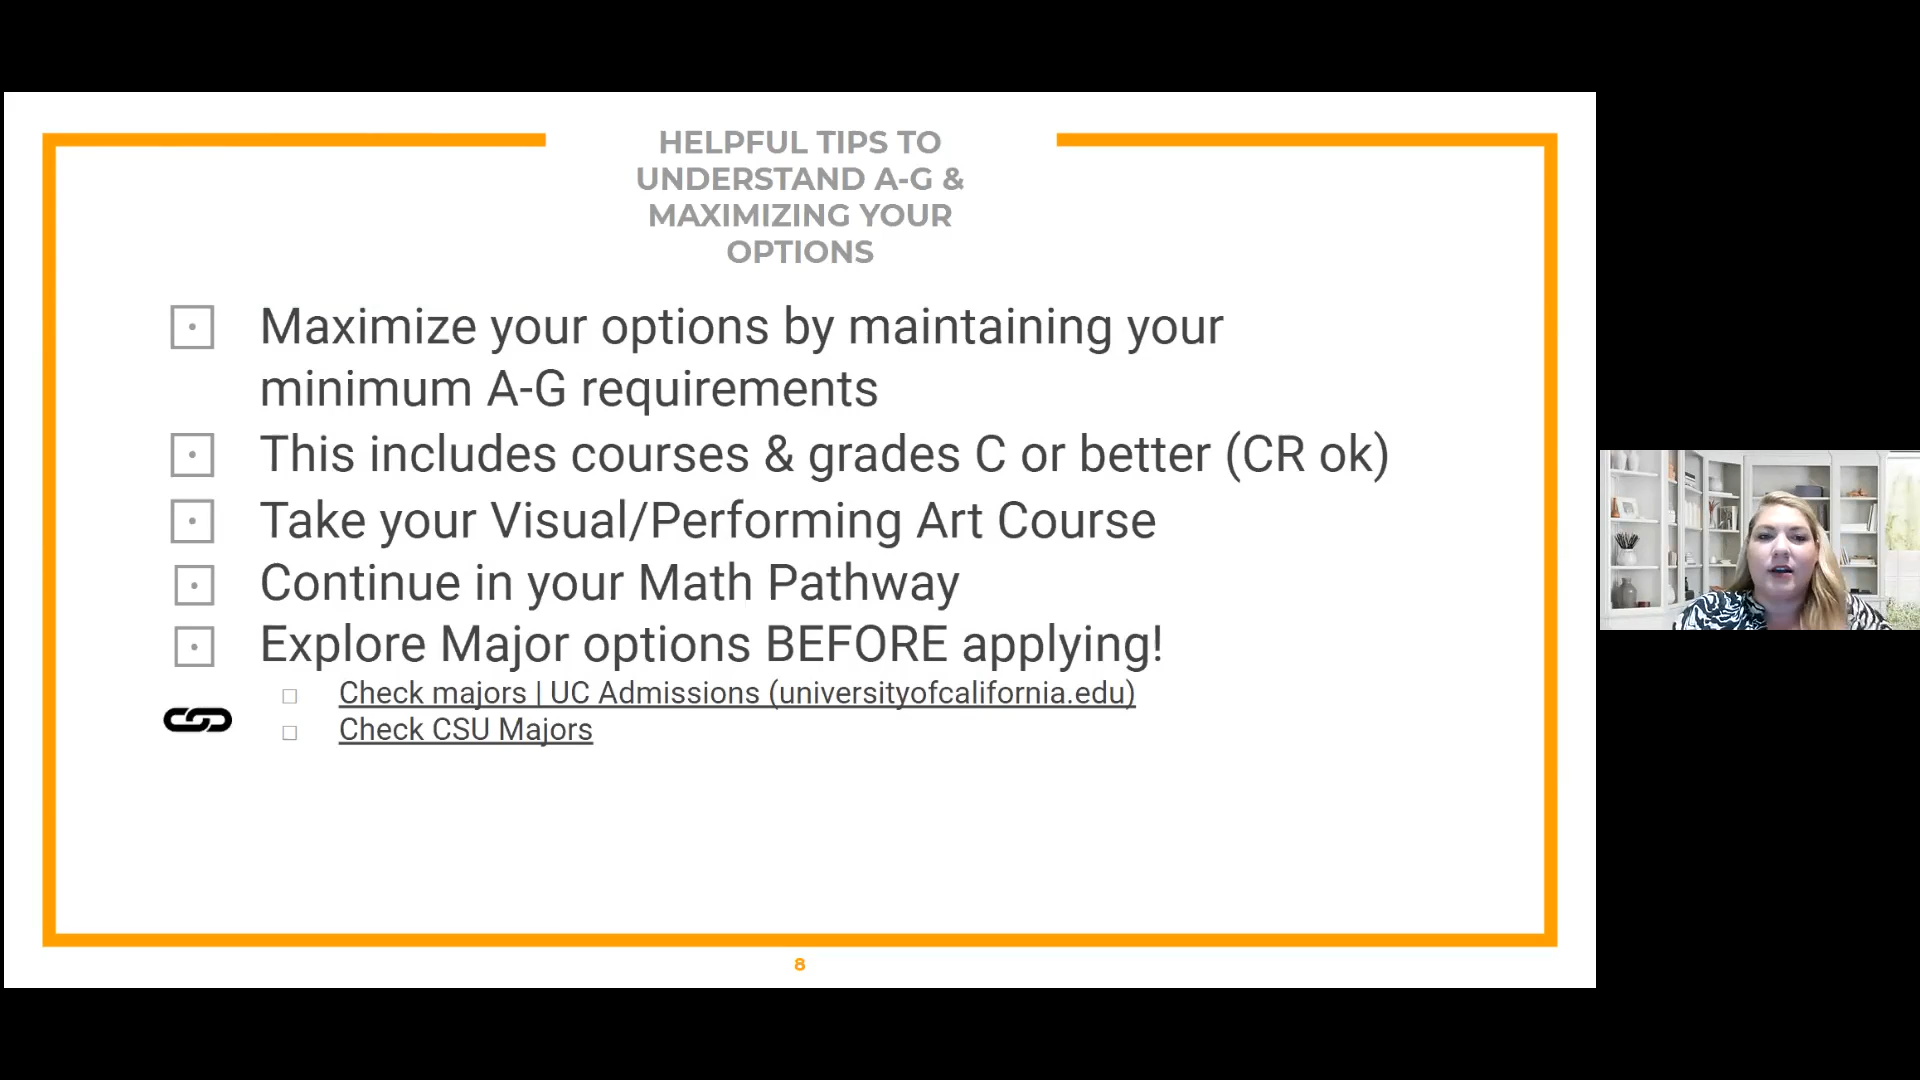 HELPFUL TIPS TO
UNDERSTAND A-G &
MAXIMIZING YOUR
OPTIONS
Maximize your options by maintaining your
minimum A-G requirements
This includes courses & grades C or better (CR ok)
Take your Visual/Performing Art Course
Continue in your Math Pathway
Explore Major options BEFORE applying!
Check majors | UC Admissions (universityofcalifornia.edu)
Check CSU Majors
8